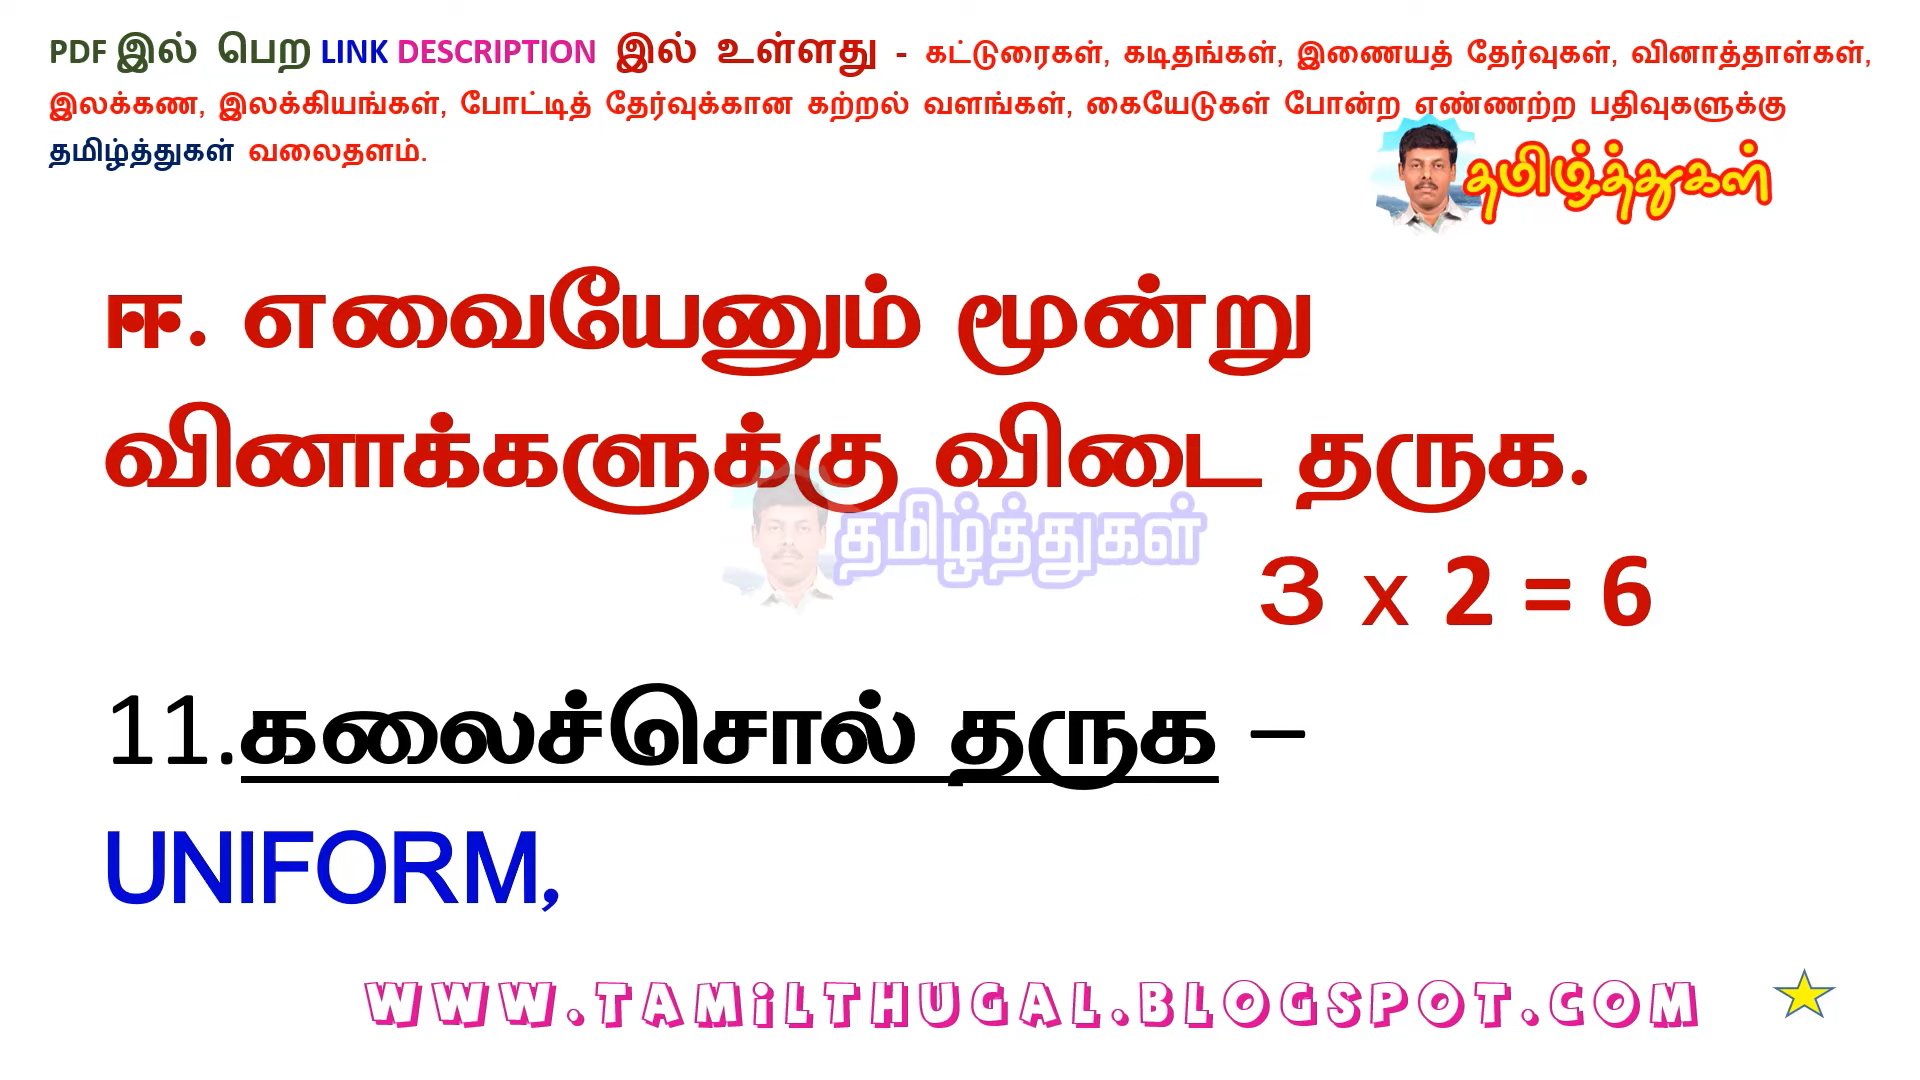 PDF இல் பெற LINK DESCRIPTION இல் உள்ளது - கட்டுரைகள், கடிதங்கள், இணையத் தேர்வுகள், வினாத்தாள்கள்,
இலக்கண, இலக்கியங்கள், போட்டித் தேர்வுக்கான கற்றல் வளங்கள், கையேடுகள் போன்ற எண்ணற்ற பதிவுகளுக்கு
தமிழ்த்துகள் வலைதளம்.
தமிழ்த்துகள்
ஈ. எவையேனும் மூன்று
வினாக்களுக்கு விடை தருக.
தமிழ்த்துகள்
3 x 2 = 6
11.கலைச்சொல் தருக –
UNIFORM,
WWW.TAMiLTHUGAL.BLOGSPOT.COM